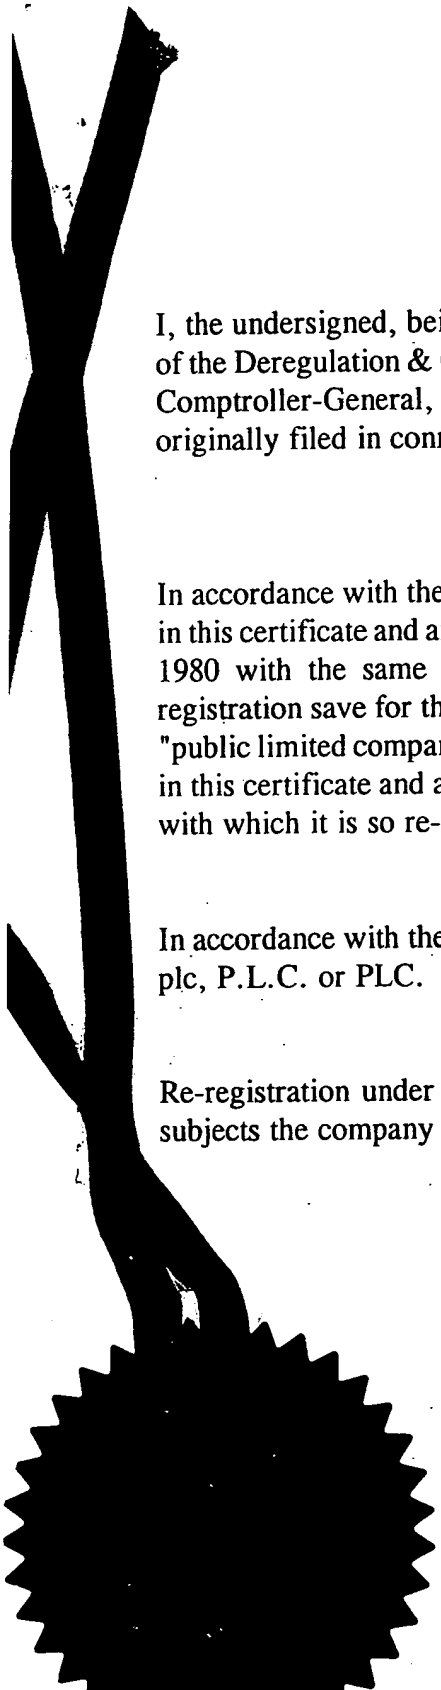 I, the undersigned, bei
of the Deregulation &
Comptroller-General,
originally filed in con
In accordance with the
in this certificate and a
1980 with the same
registration save for th
"public limited compan
in this certificate and a
with which it is so re-
In accordance with the
plc, P.L.C. or PLC.
Re-registration under
subjects the company